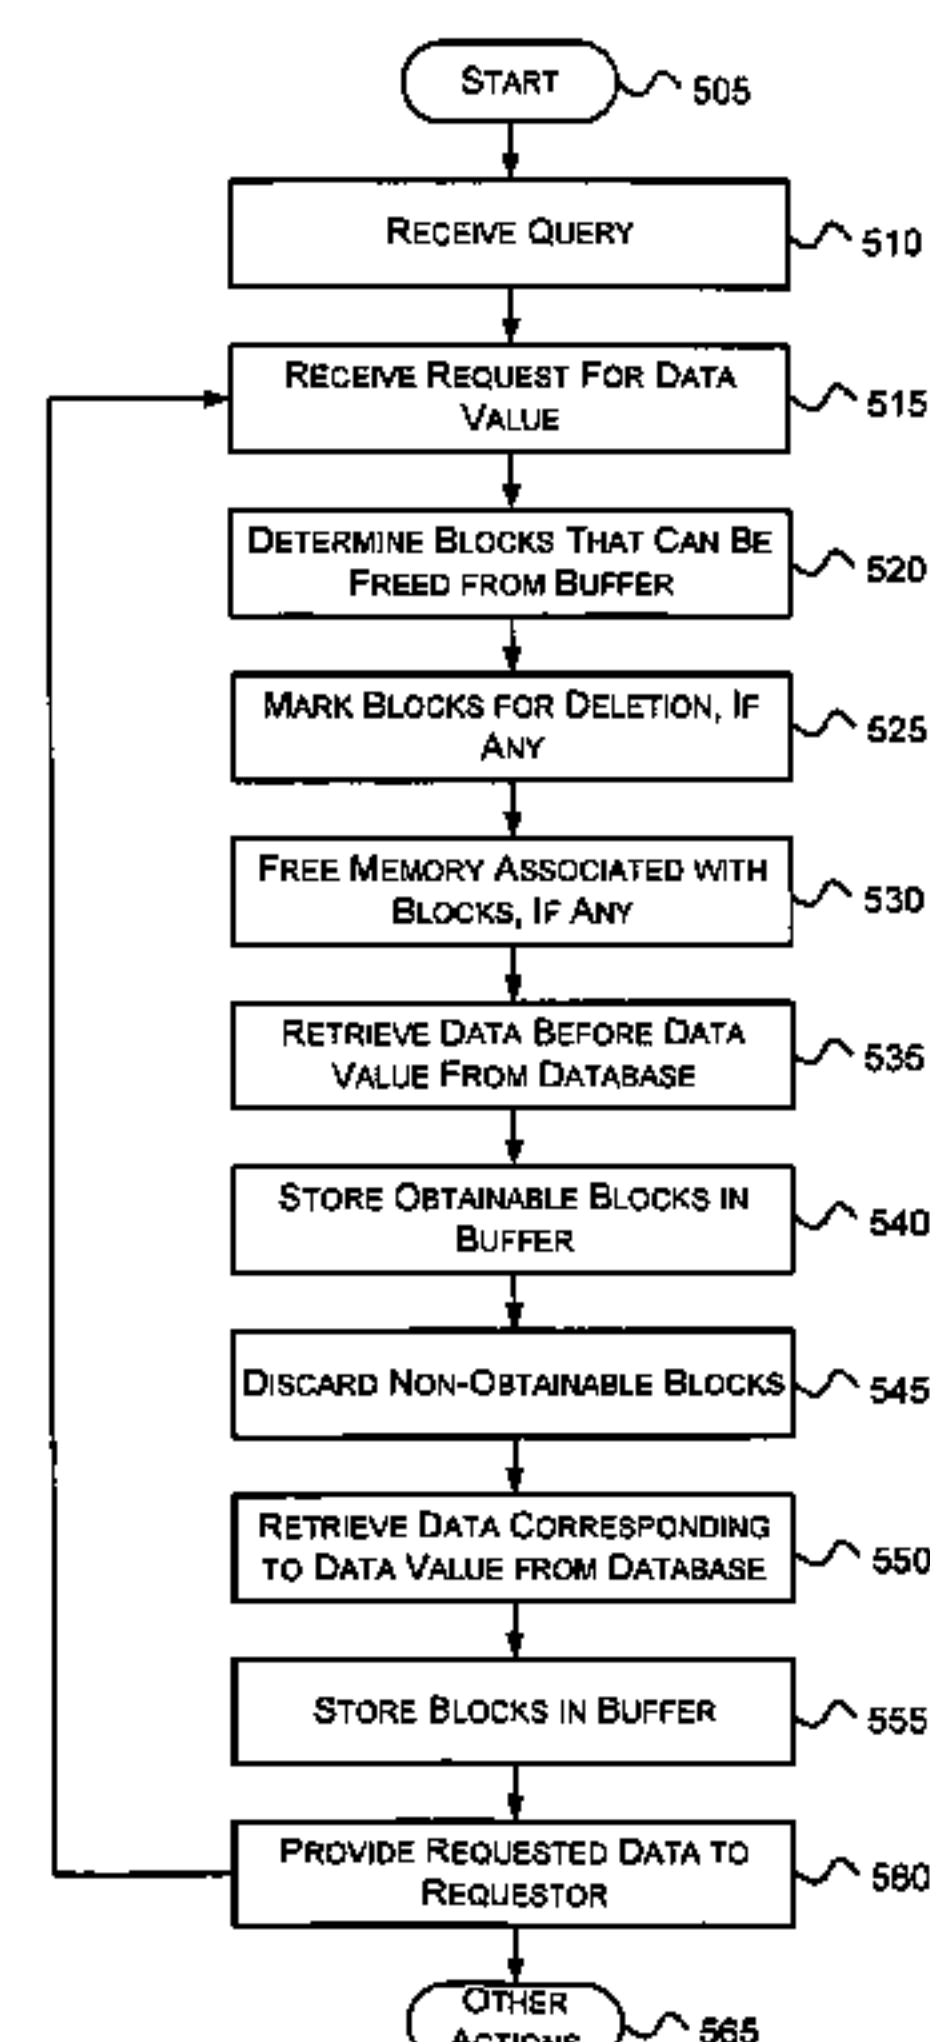 START
505
RECEIVE QUERY
510
RECEIVE REQUEST FOR DATA
VALUE
515
DETERMINE BLOCKS THAT CAN BE
FREED FROM BUFFER
520
MARK BLOCKS FOR DELETION, IF
ANY
525
FREE MEMORY ASSOCIATED WITH
BLOCKS, IF ANY
530
RETRIEVE DATA BEFORE DATA
VALUE FROM DATABASE
535
STORE OBTAINABLE BLOCKS IN
BUFFER
540
DISCARD NON-OBTAINABLE BLOCKS
545
RETRIEVE DATA CORRESPONDING
TO DATA VALUE FROM DATABASE
550
STORE BLOCKS IN BUFFER
555
PROVIDE REQUESTED DATA TO
REQUESTOR
560
OTHER
ACTIONS
565